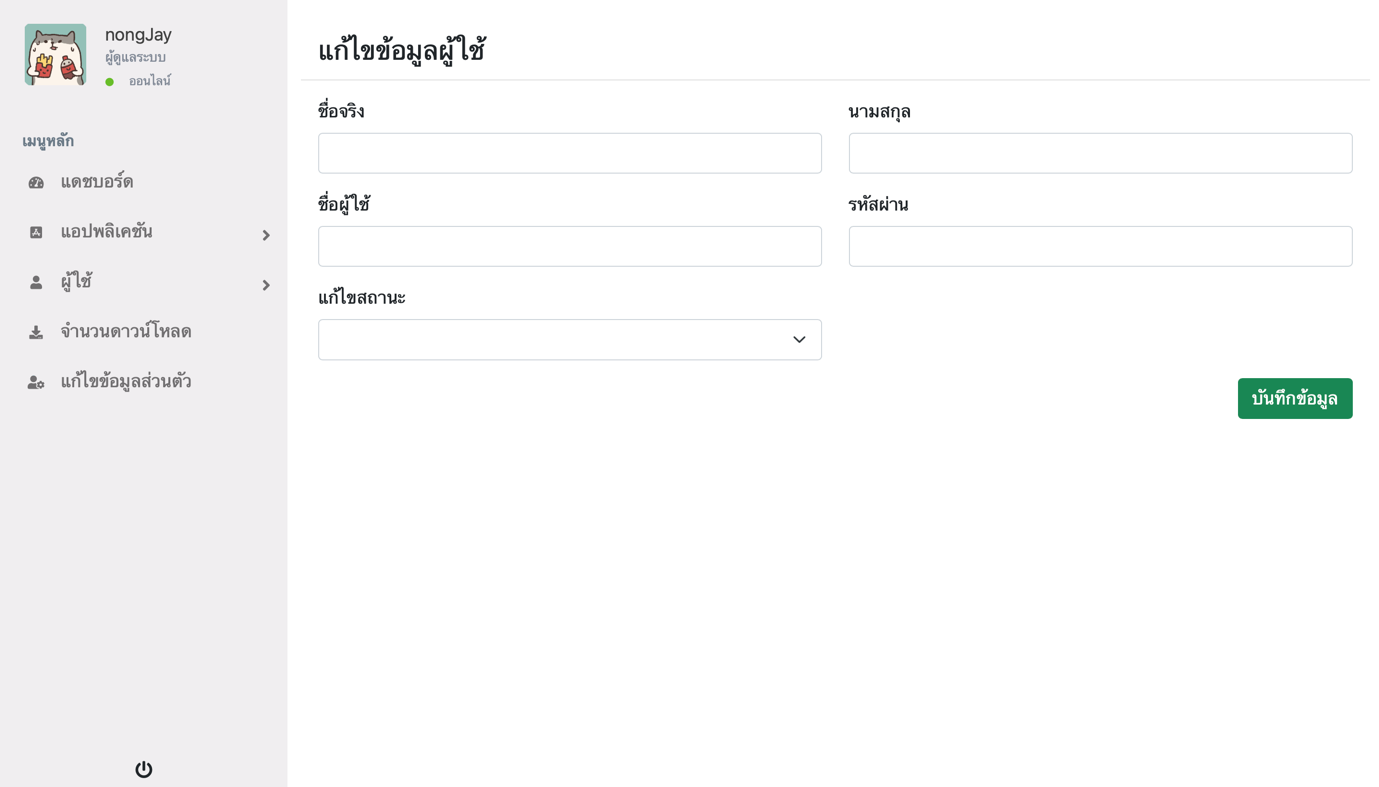 nongJay
ผู้ดูแลระบบ
ออนไลน์
เมนูหลัก
แดชบอร์ด
แอปพลิเคชัน
ผู้ใช้
จำนวนดาวน์โหลด
แก้ไขข้อมูลส่วนตัว
แก้ไขข้อมูลผู้ใช้
ชื่อจริง
นามสกุล
ชื่อผู้ใช้
รหัสผ่าน
แก้ไขสถานะ
บันทึกข้อมูล